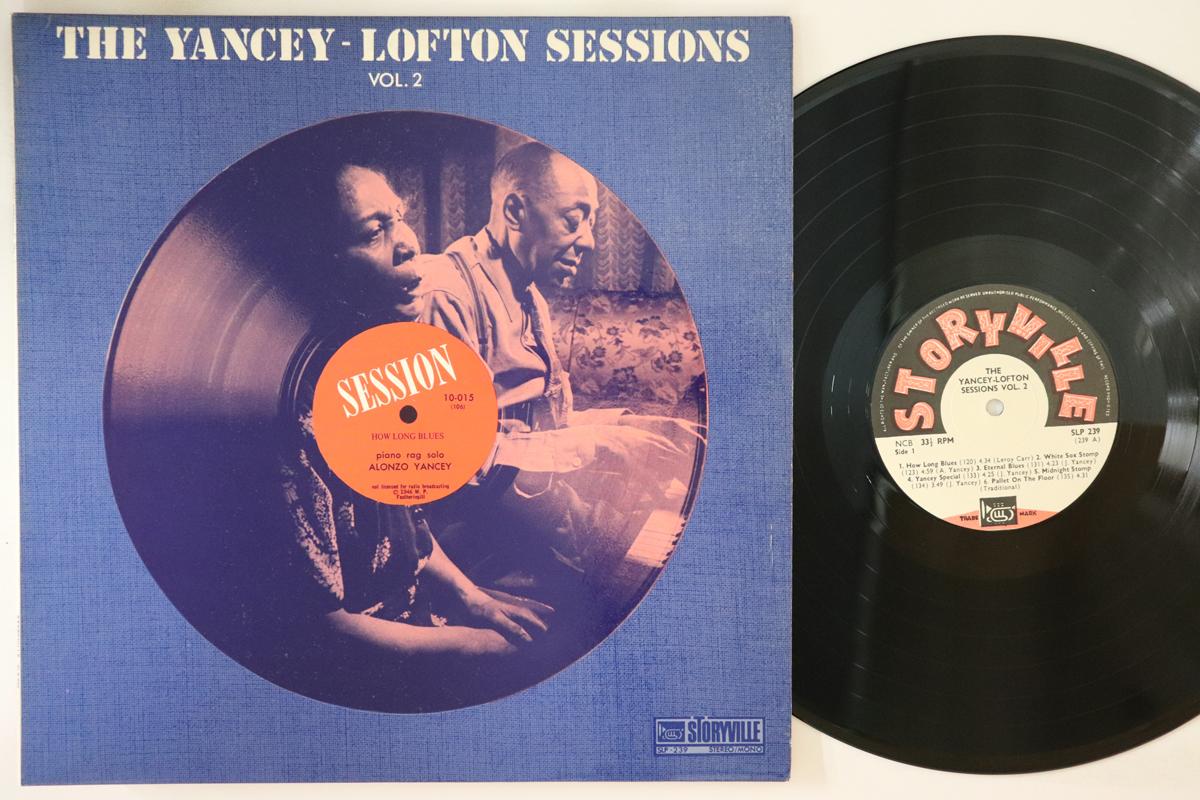 THE YANCEY-LOFTON SESSIONS
VOL. 2
SESSION
10-015
(106)
HOW LONG BLUES
piano rag solo
ALONZO YANCEY
not licensed for radio broadcasting
© 1946 W. P.
Featheringill
STORYVILLE
SLP-239 STEREO/MONO
STORYVILLE
THE
YANCEY-LOFTON
SESSIONS VOL. 2
NCB 33⅓ RPM
SLP 239
Side 1
(239 A)
1. How Long Blues (120) 4.34 (Leroy Carr) 2. White Sox Stomp
(123) 4.59 (A. Yancey) 3. Eternal Blues (131) 4.23 (J. Yancey)
4. Yancey Special (133) 4.25 (J. Yancey) 5. Midnight Stomp
(134) 3.49 (J. Yancey) 6. Pallet On The Floor (135) 4.31
(Traditional)
TRADE MARK